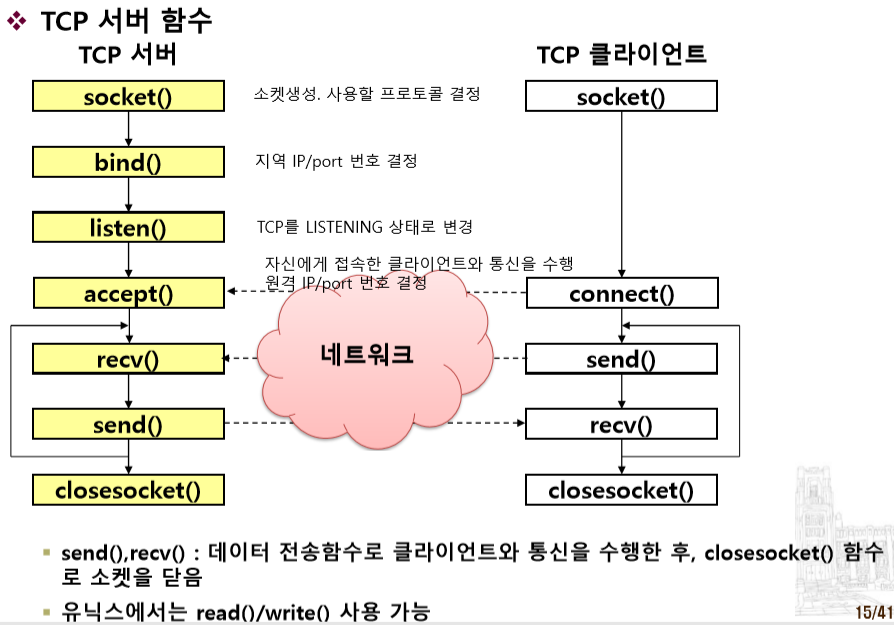 ❖ TCP 서버 함수
TCP 서버
TCP 클라이언트
socket()
소켓생성. 사용할 프로토콜 결정
socket()
bind()
지역 IP/port 번호 결정
listen()
TCP를 LISTENING 상태로 변경
자신에게 접속한 클라이언트와 통신을 수행
원격 IP/port 번호 결정
accept()
connect()
recv()
네트워크
send()
send()
recv()
closesocket()
closesocket()
send(),recv() : 데이터 전송함수로 클라이언트와 통신을 수행한 후, closesocket() 함수
로 소켓을 닫음
유닉스에서는 read()/write() 사용 가능
15/41